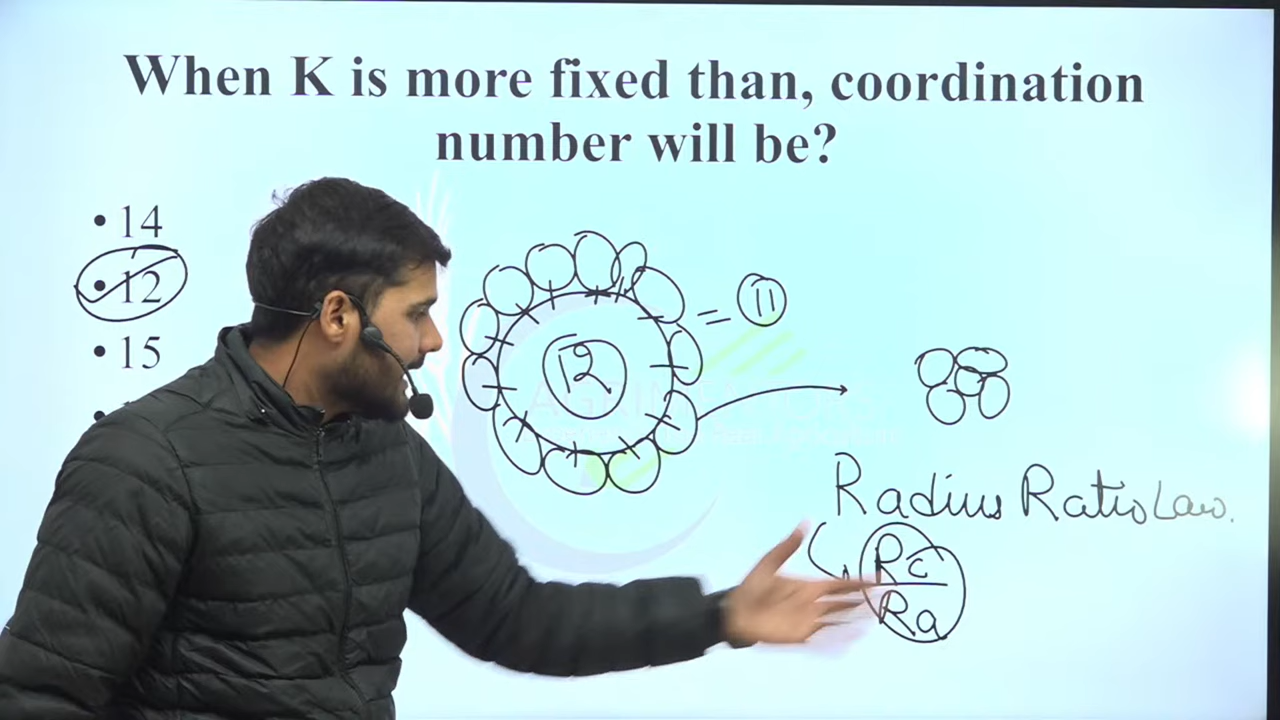 When K is more fixed than, coordination
number will be?
• 14
• 12
• 15
12
= 11
Radius Ratio Law.
Rc
Ra